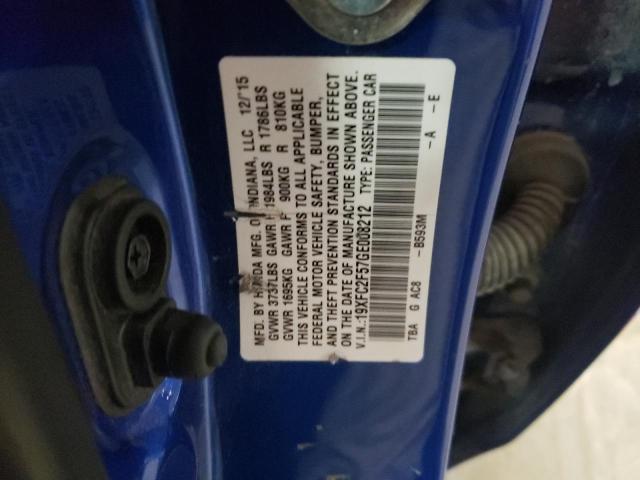 MFD. BY HONDA MFG. OF INDIANA, LLC 12/'15
GVWR 3737LBS GAWR F 1984LBS R 1786LBS
GVWR 1695KG GAWR F 900KG R 810KG
THIS VEHICLE CONFORMS TO ALL APPLICABLE
FEDERAL MOTOR VEHICLE SAFETY, BUMPER,
AND THEFT PREVENTION STANDARDS IN EFFECT
ON THE DATE OF MANUFACTURE SHOWN ABOVE.
V.I.N.:19XFC2F57GE008212 TYPE: PASSENGER CAR
TBA G AC8 -B593M -A -E